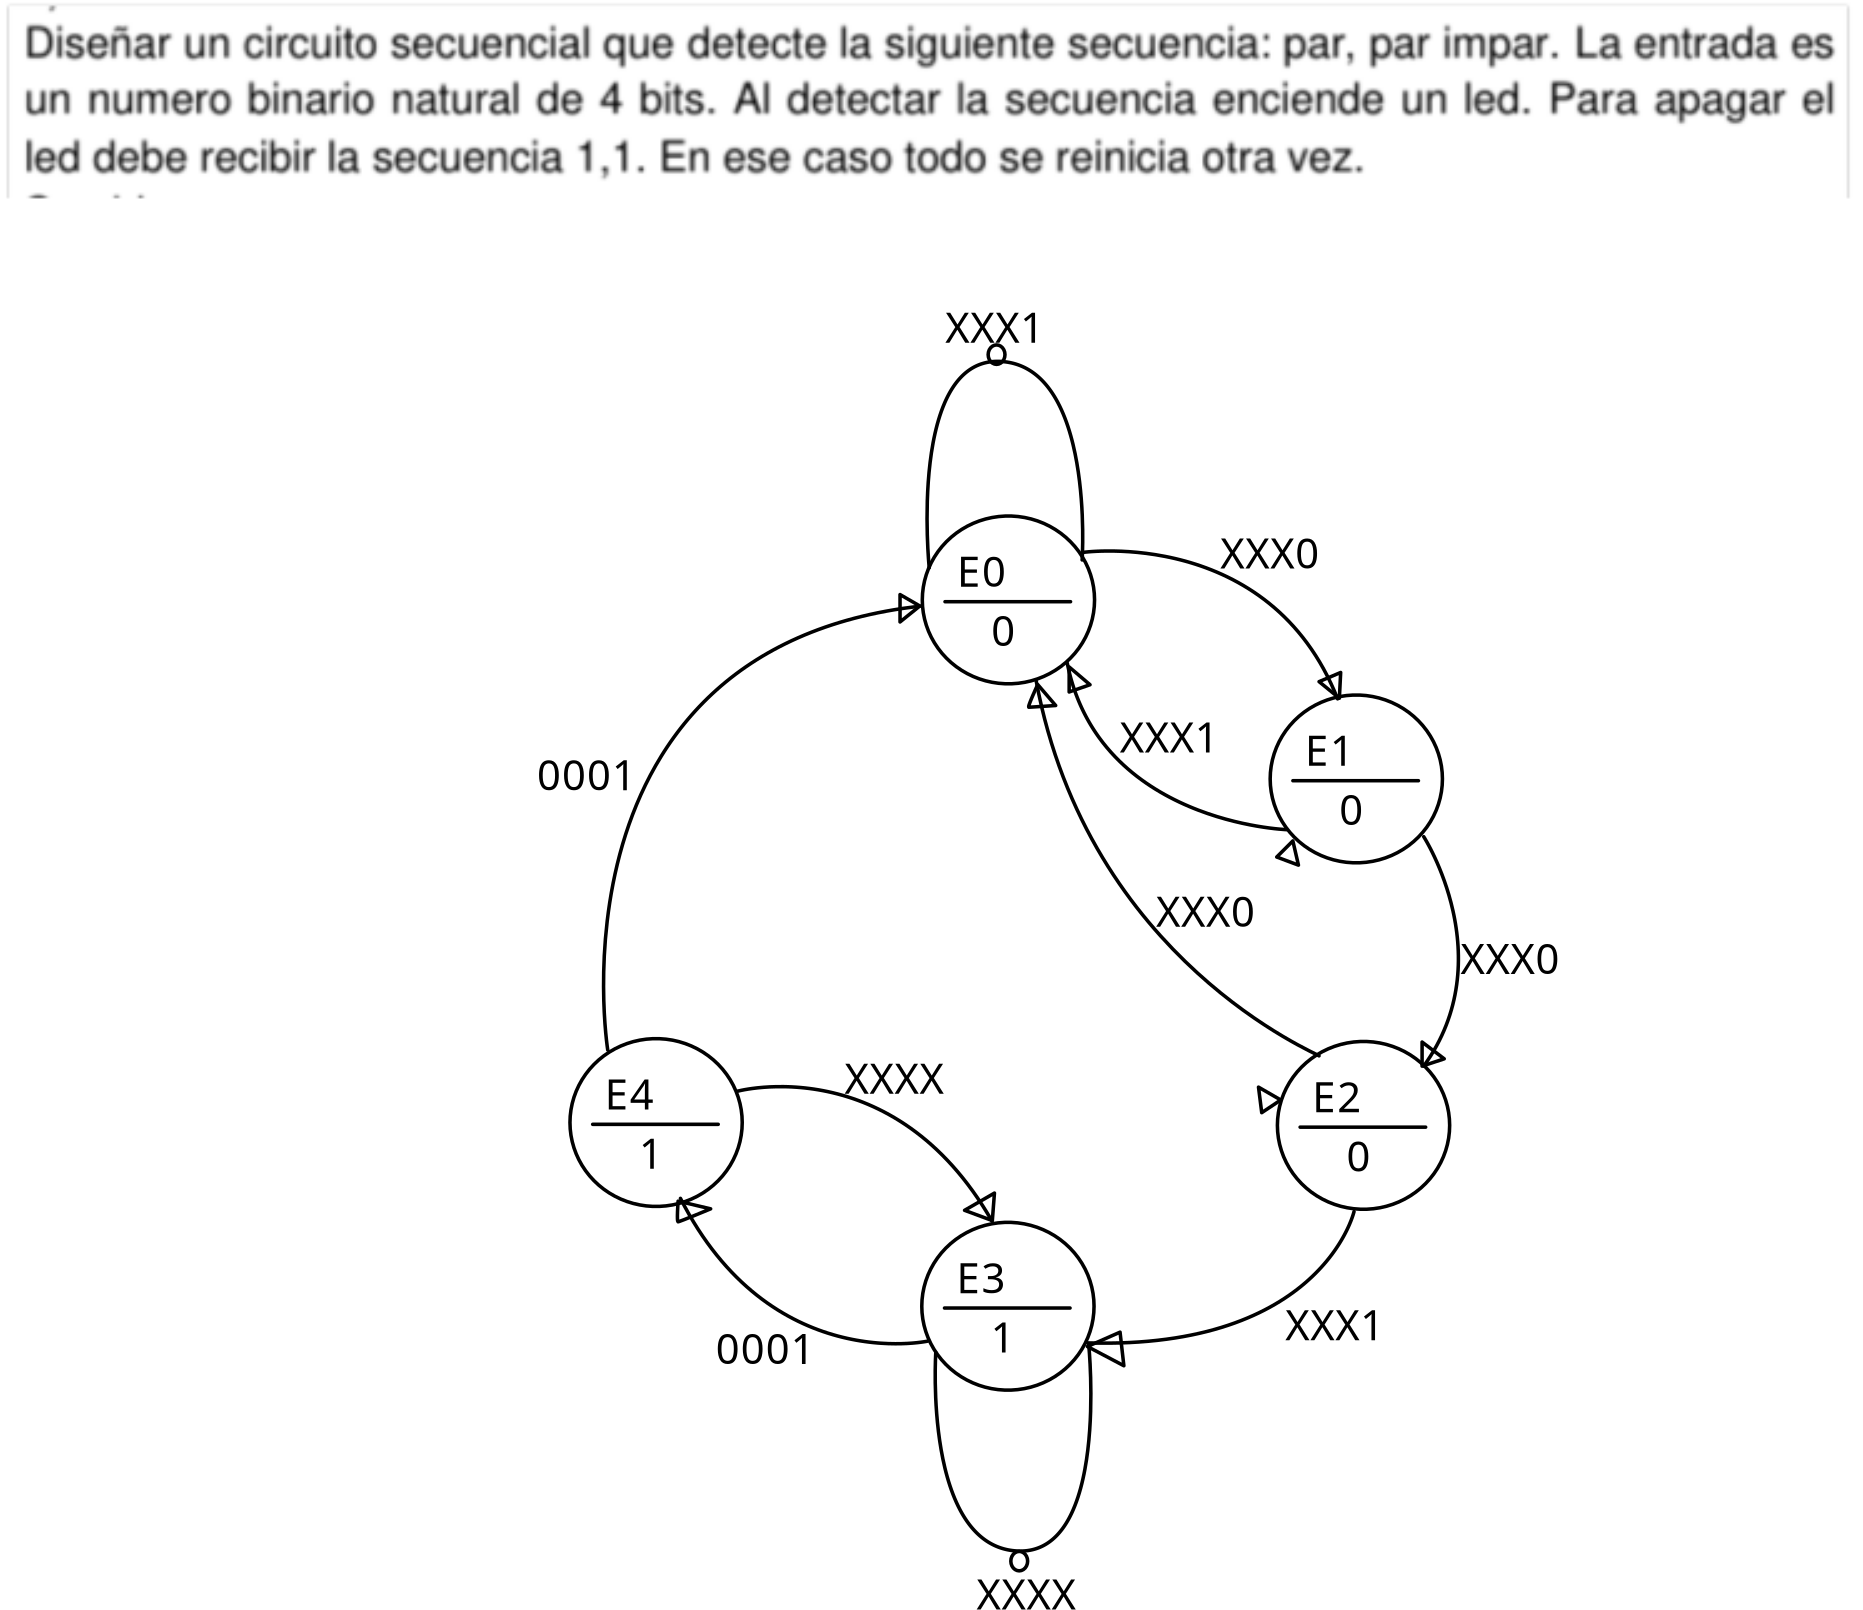 Diseñar un circuito secuencial que detecte la siguiente secuencia: par, par impar. La entrada es
un numero binario natural de 4 bits. Al detectar la secuencia enciende un led. Para apagar el
led debe recibir la secuencia 1,1. En ese caso todo se reinicia otra vez.
XXX1
E0
0
XXX0
E1
0
XXX1
0001
XXX0
XXX0
E4
1
XXXX
E2
0
E3
1
XXX1
0001
XXXX